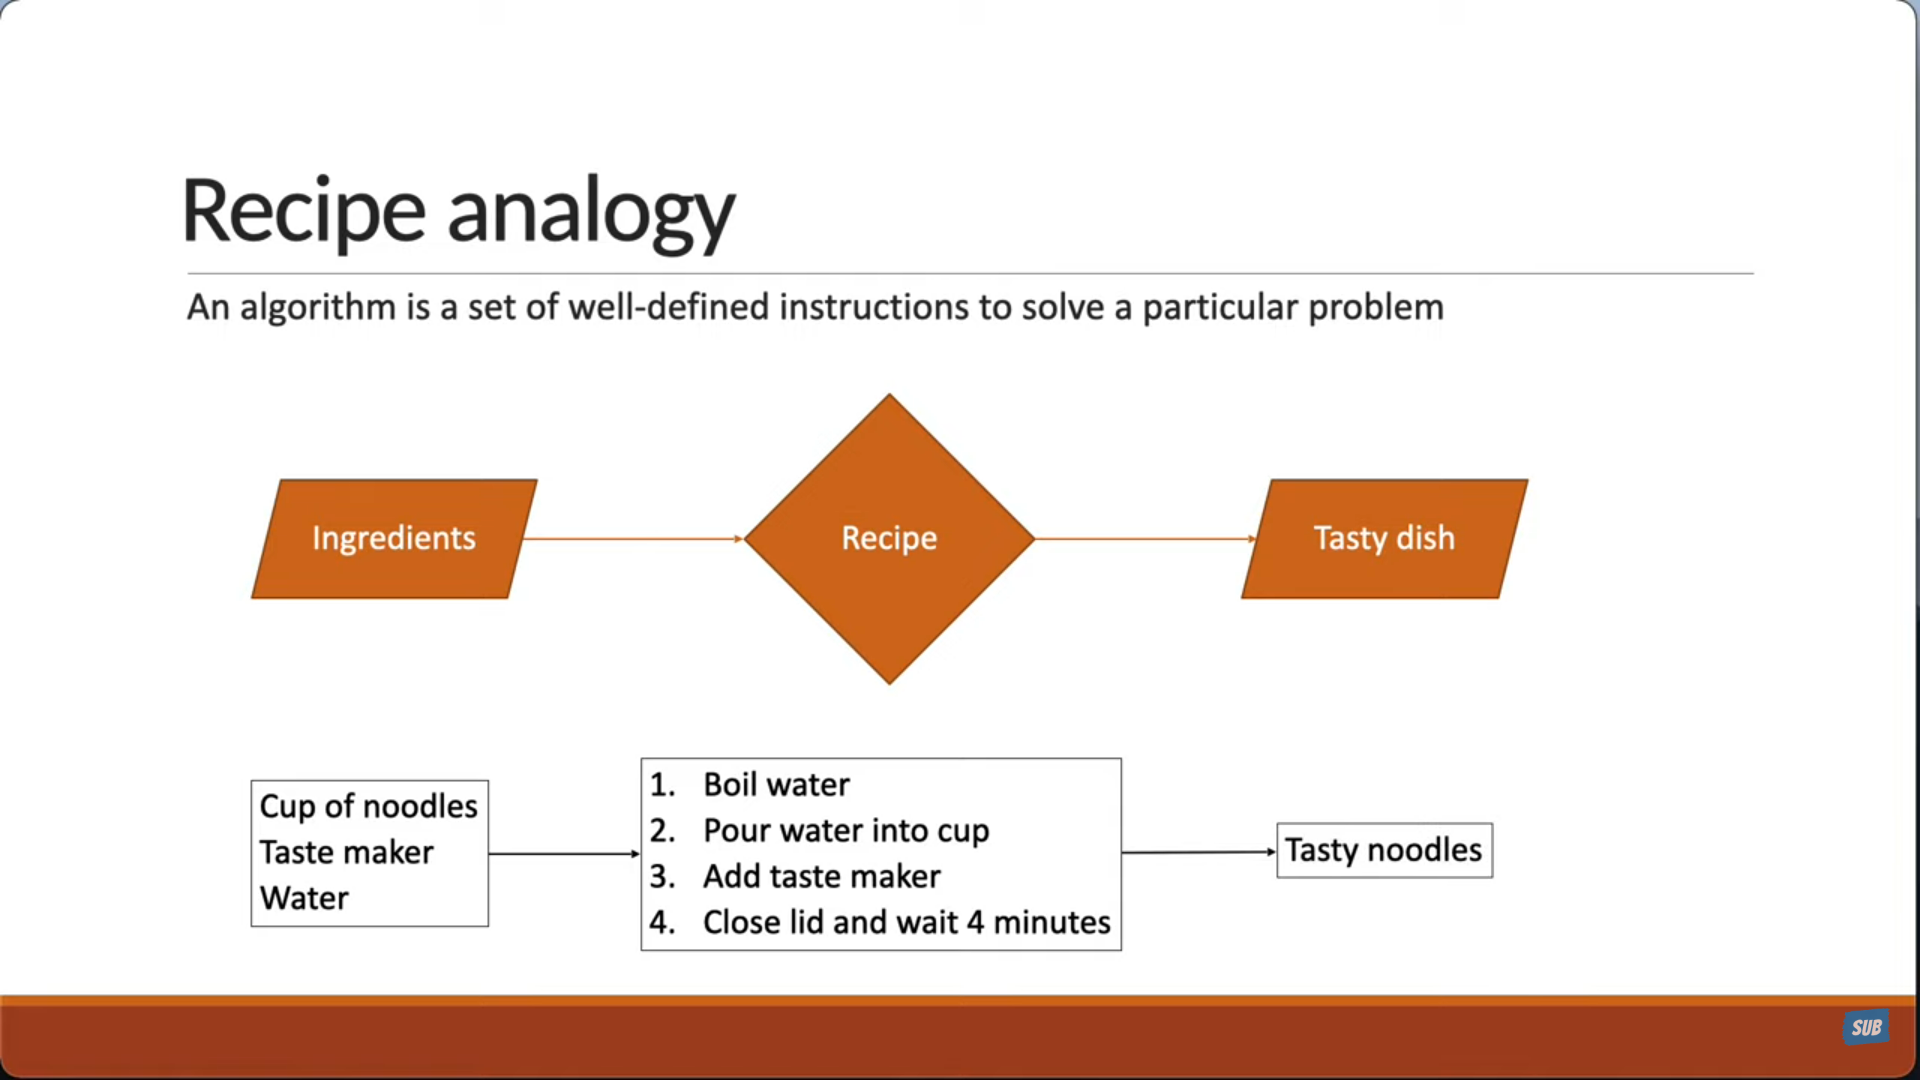 Recipe analogy
An algorithm is a set of well-defined instructions to solve a particular problem
Ingredients
Recipe
Tasty dish
Cup of noodles
Taste maker
Water
1. Boil water
2. Pour water into cup
3. Add taste maker
4. Close lid and wait 4 minutes
Tasty noodles
SUB